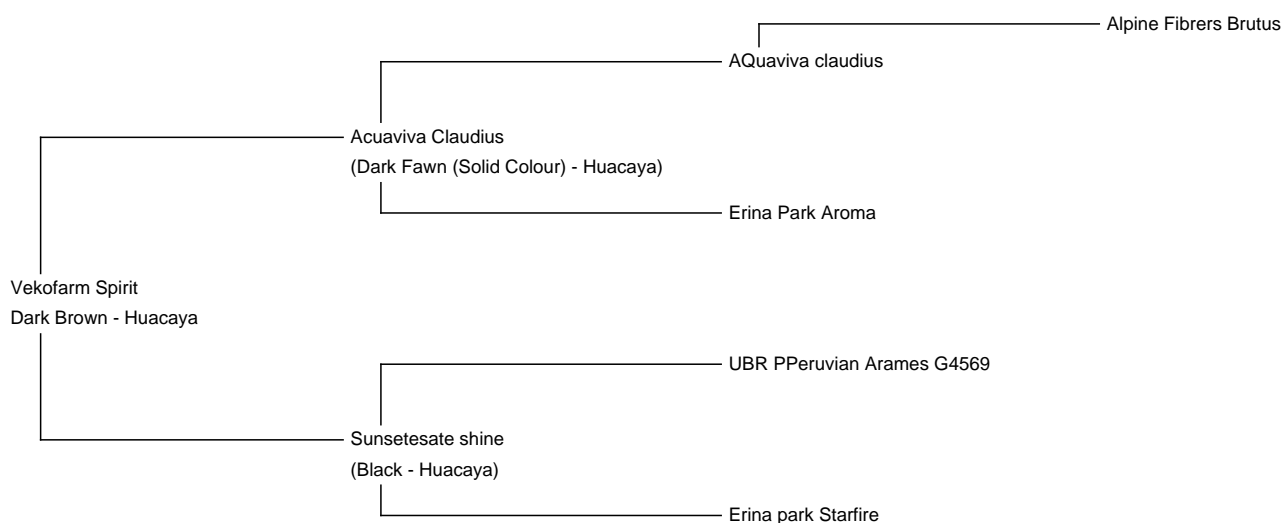 Alpine Fibrers Brutus
AQuaviva claudius
Acuaviva Claudius
(Dark Fawn (Solid Colour) - Huacaya)
Erina Park Aroma
Vekofarm Spirit
Dark Brown - Huacaya
UBR PPeruvian Arames G4569
Sunsetesate shine
(Black - Huacaya)
Erina park Starfire